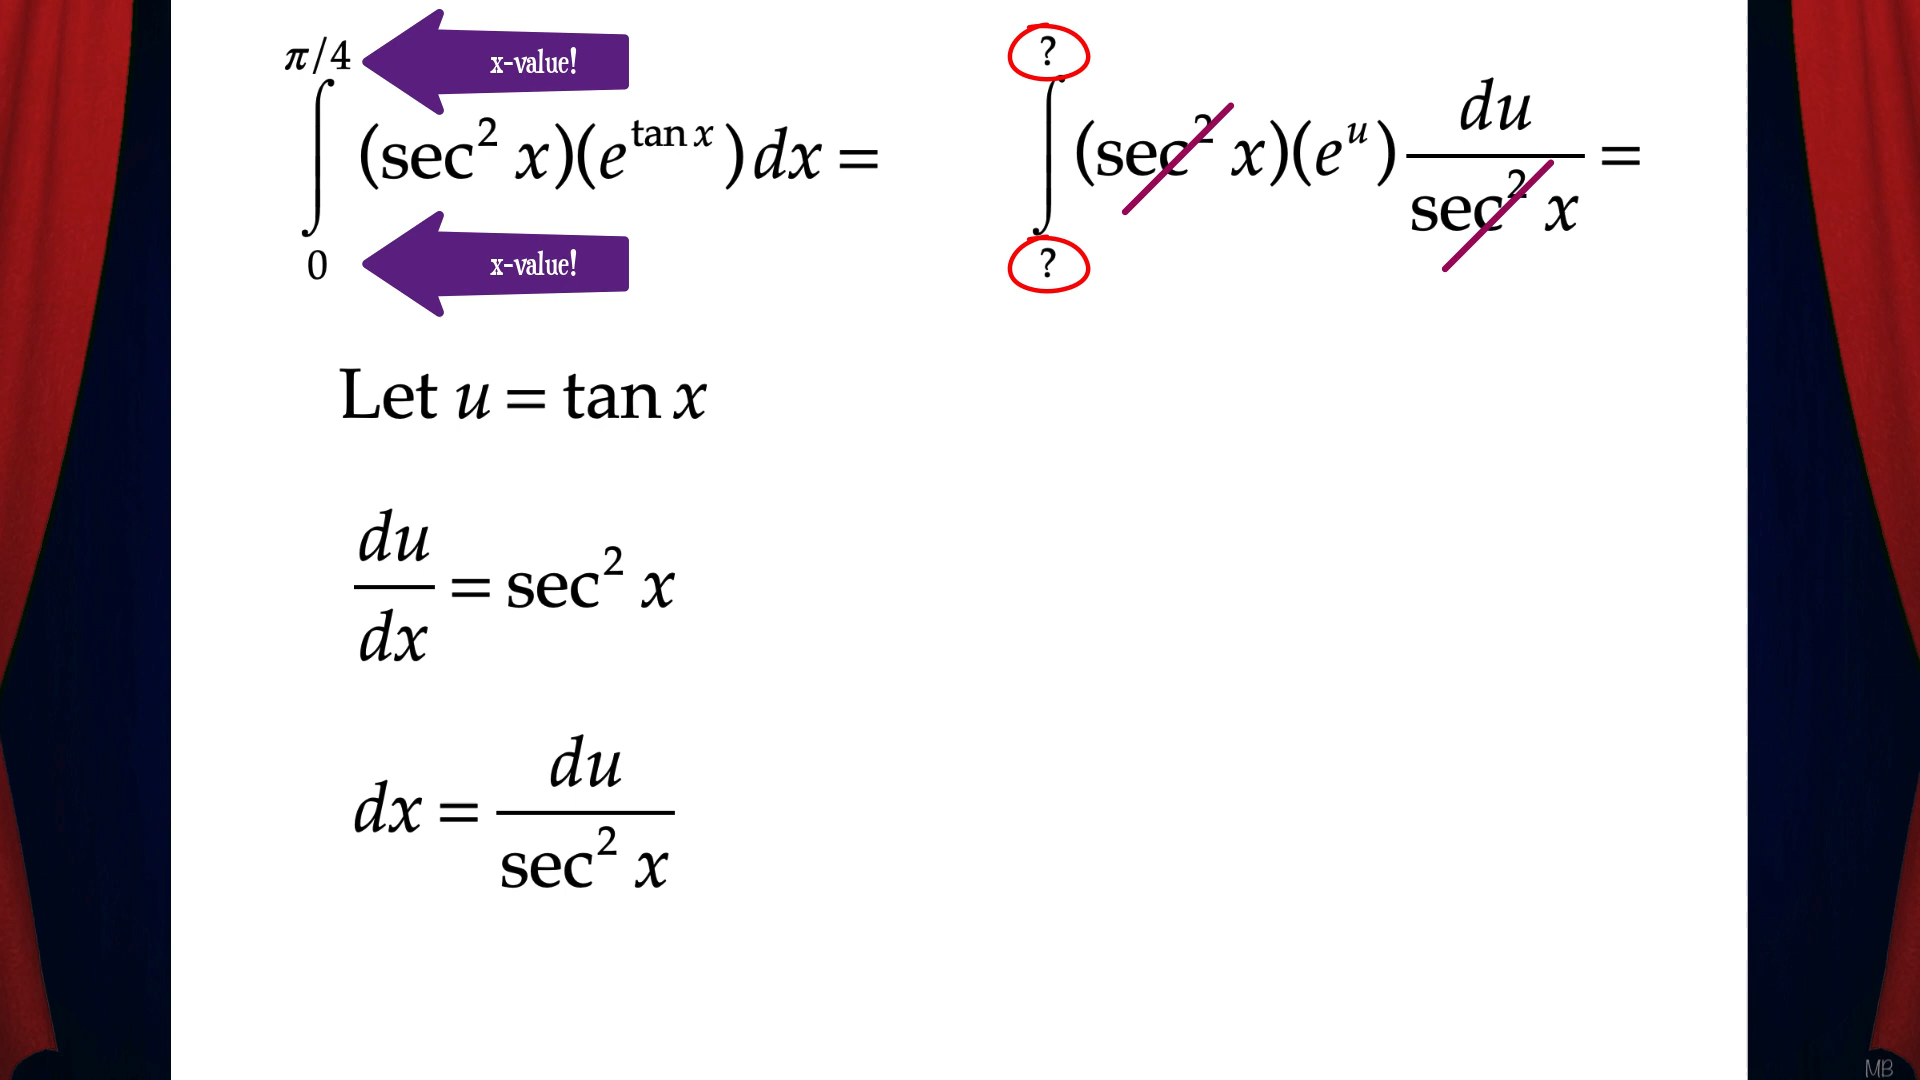 π/4
x-value!
∫ (sec² x)(e^{tan x})dx =
0
x-value!
?
∫ (sec² x)(e^u) du/(sec² x) =
?
Let u = tan x
du/dx = sec² x
dx = du/(sec² x)
MB